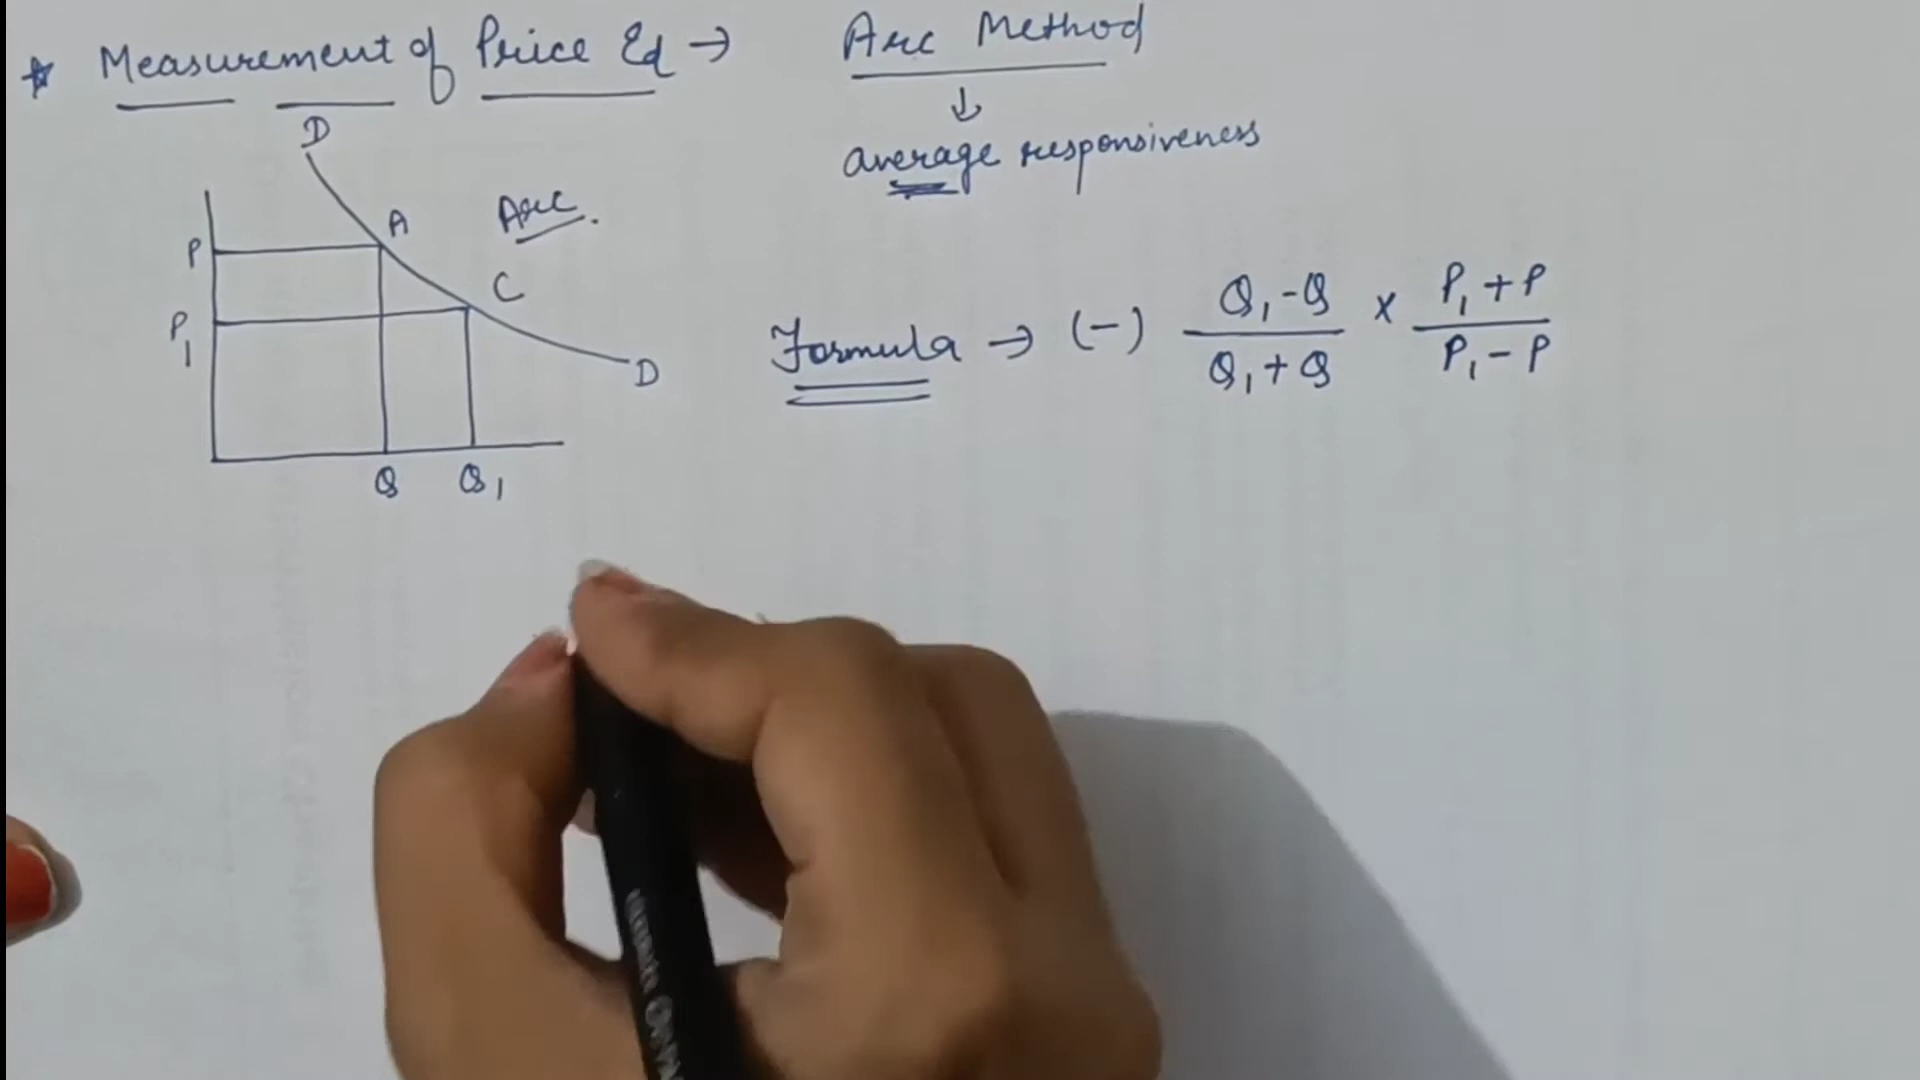 * Measurement of Price Ed → Arc Method
↓
average responsiveness
D
A
Arc.
P
C
P1
D
Formula → (-) Q1-Q / Q1+Q × P1+P / P1-P
Q Q1